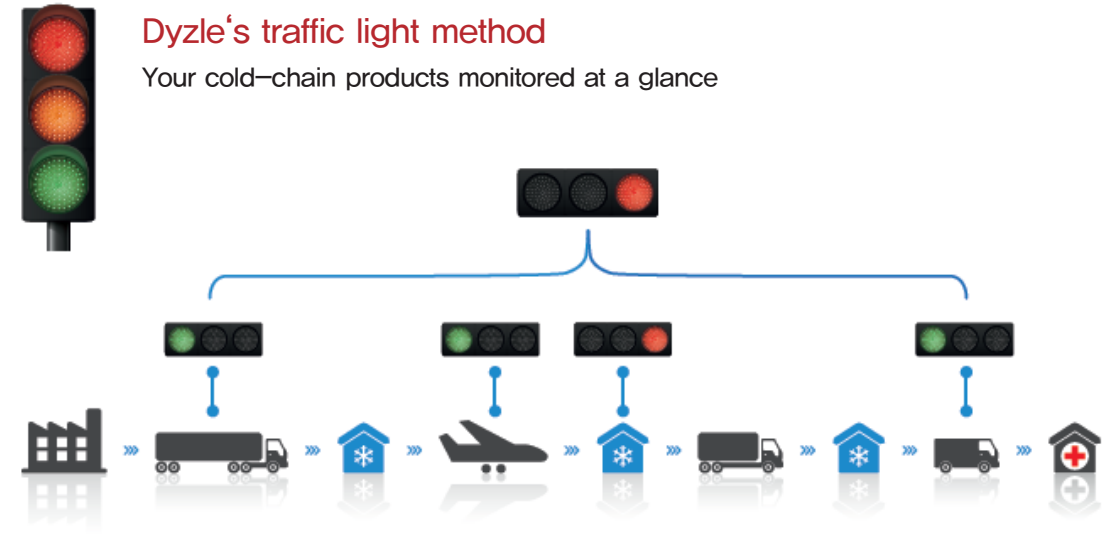 Dyzle‘s traffic light method
Your cold-chain products monitored at a glance